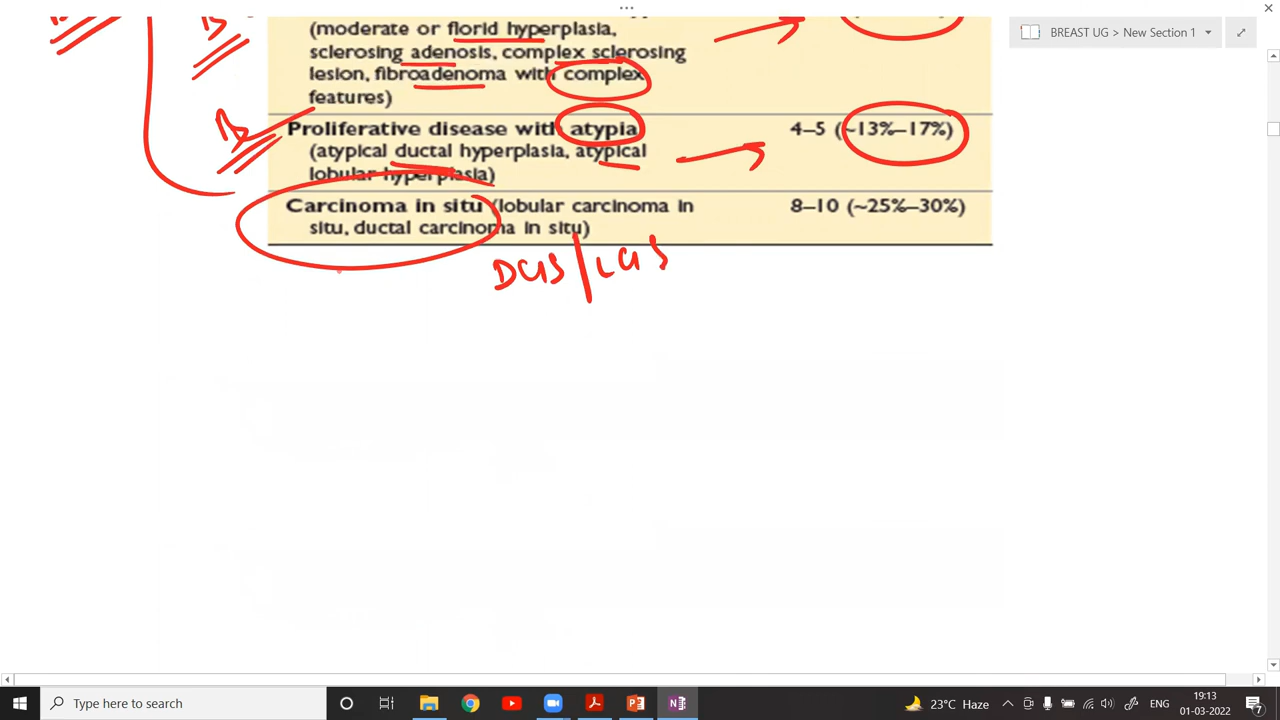 BREAST UG > New Section 1
(moderate or florid hyperplasia,
sclerosing adenosis, complex sclerosing
lesion, fibroadenoma with complex
features)
Proliferative disease with atypia 4–5 (~13%–17%)
(atypical ductal hyperplasia, atypical
lobular hyperplasia)
Carcinoma in situ (lobular carcinoma in 8–10 (~25%–30%)
situ, ductal carcinoma in situ)
DCIS/LCIS
Type here to search
23°C Haze
ENG
19:13
01-03-2022
7